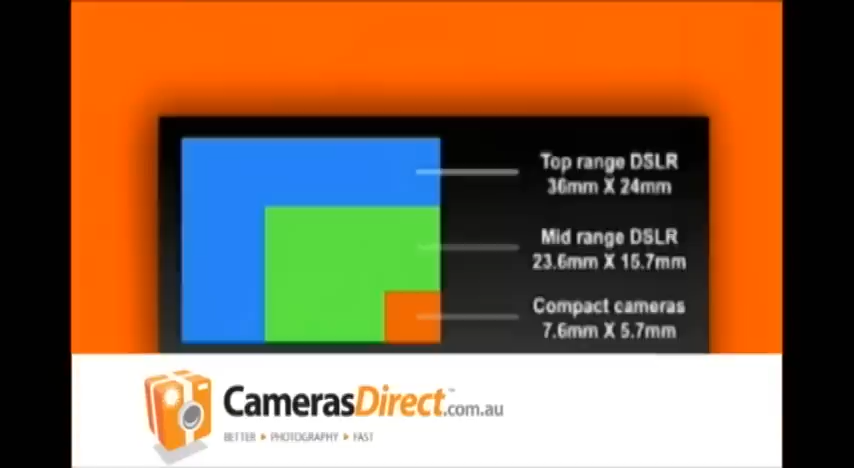 Top range DSLR
36mm X 24mm
Mid range DSLR
23.6mm X 15.7mm
Compact cameras
7.6mm X 5.7mm
CamerasDirect™.com.au
BETTER ▸ PHOTOGRAPHY ▸ FAST